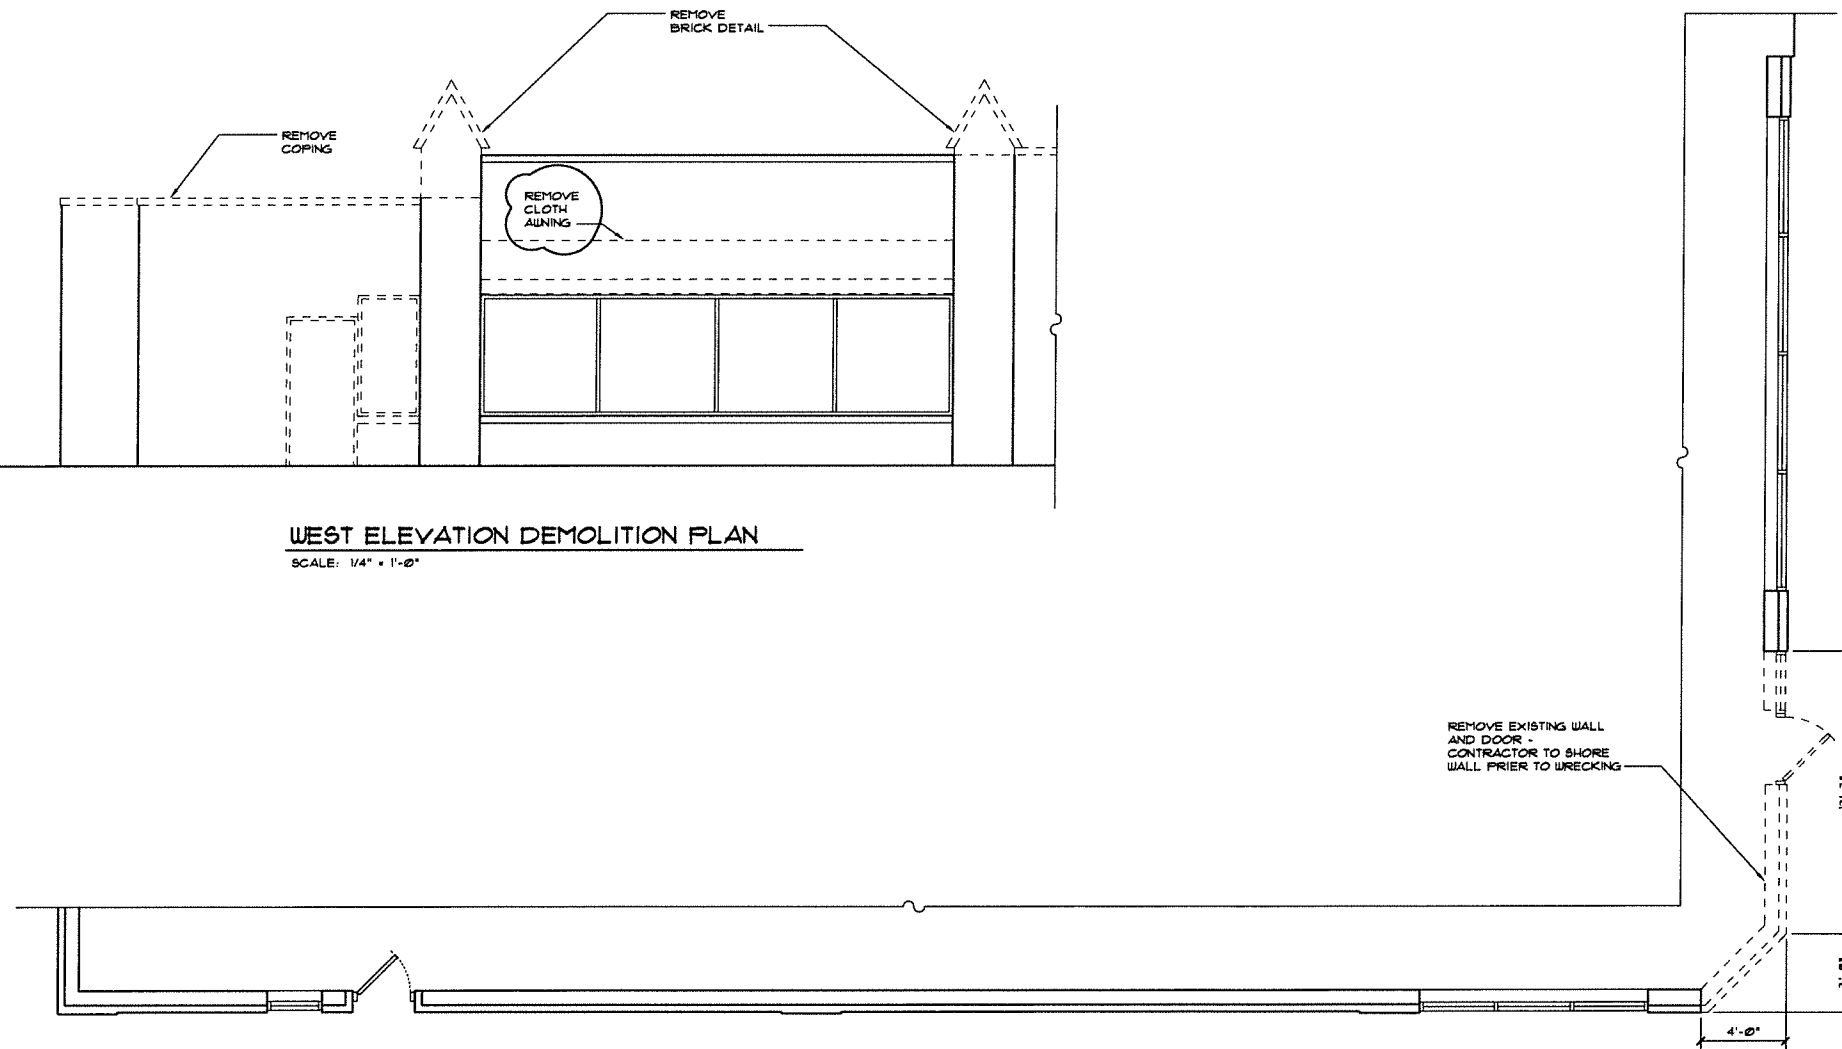 REMOVE
BRICK DETAIL
REMOVE
COPING
REMOVE
CLOTH
AWNING
WEST ELEVATION DEMOLITION PLAN
SCALE: 1/4" = 1'-0"
REMOVE EXISTING WALL
AND DOOR -
CONTRACTOR TO SHORE
WALL PRIER TO WRECKING
4'-0"